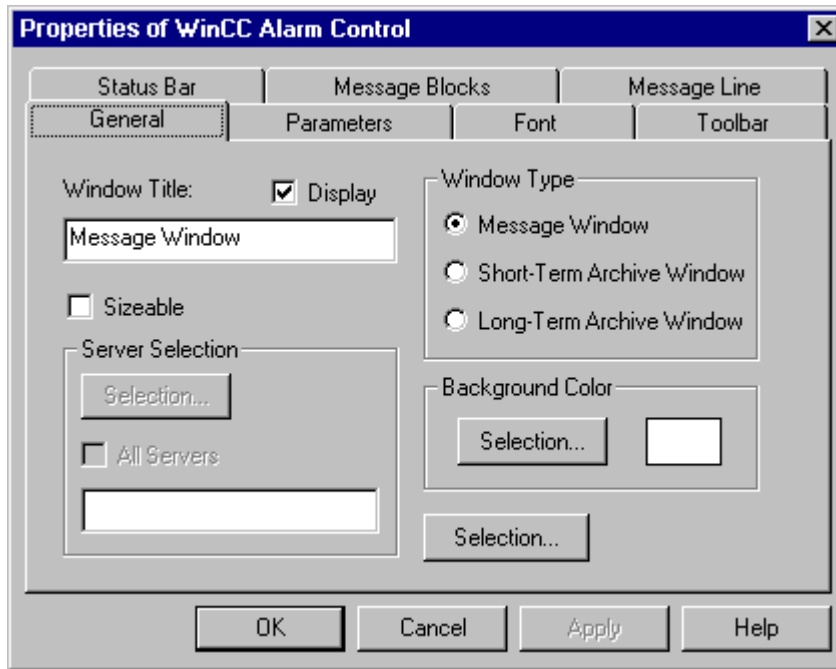 Properties of WinCC Alarm Control
Status Bar
Message Blocks
Message Line
General
Parameters
Font
Toolbar
Window Title:
Display
Message Window
Sizeable
Server Selection
Selection...
All Servers
Window Type
Message Window
Short-Term Archive Window
Long-Term Archive Window
Background Color
Selection...
Selection...
OK
Cancel
Apply
Help